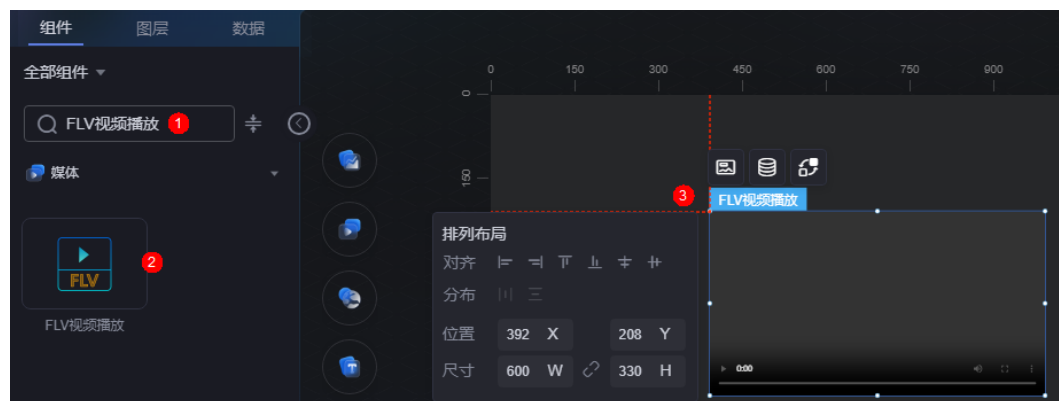 组件 图层 数据
全部组件
FLV视频播放 1
媒体
FLV
2
FLV视频播放
0 150 300 450 600 750 900
0
150
3
FLV视频播放
排列布局
对齐
分布
位置 392 X 208 Y
尺寸 600 W 330 H
0:00